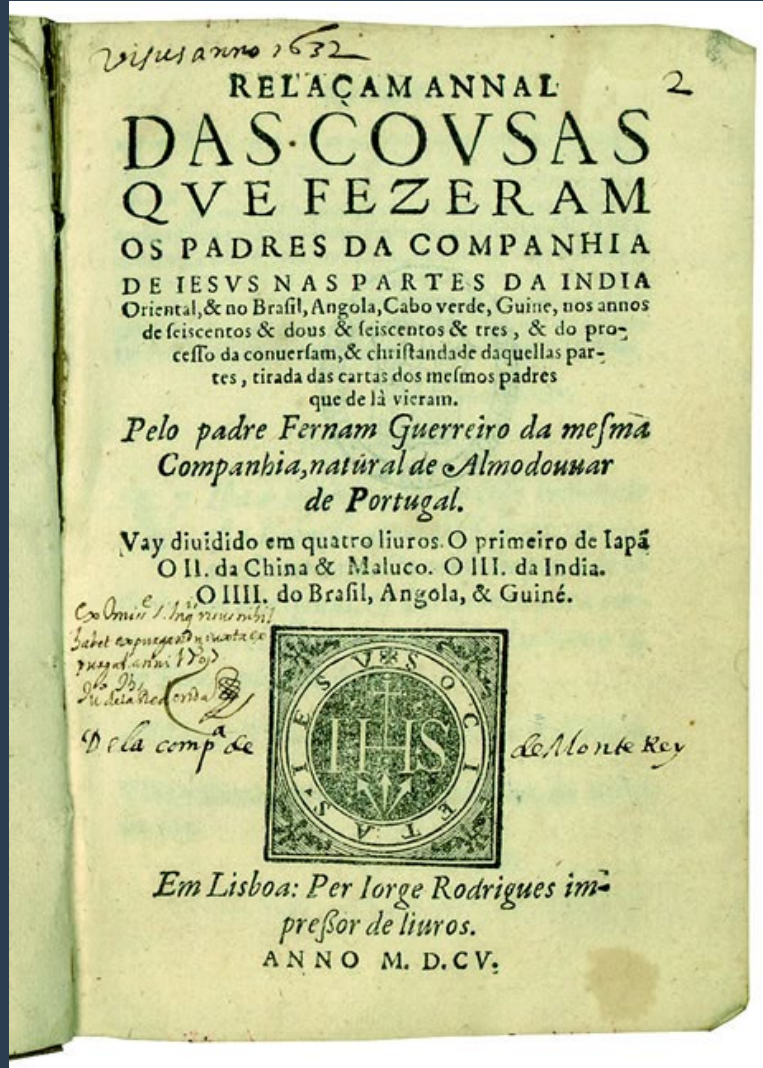 Visus anno 1632
2
RELAÇAM ANNAL
DAS COVSAS
QVE FEZERAM
OS PADRES DA COMPANHIA
DE IESVS NAS PARTES DA INDIA
Oriental, & no Braſil, Angola, Cabo verde, Guine, nos annos
de ſeiscentos & dous & ſeiscentos & tres, & do pro-
ceſſo da conuerſam, & chriſtandade daquellas par-
tes, tirada das cartas dos meſmos padres
que de là vieram.
Pelo padre Fernam Guerreiro da meſma
Companhia, natural de Almodouuar
de Portugal.
Vay diuidido em quatro liuros. O primeiro de Iapã
O II. da China & Maluco. O III. da India.
O IIII. do Braſil, Angola, & Guiné.
IESVS SOCIETAS
IHS
De la compª de
de Monte Rey
Em Lisboa: Per Iorge Rodrigues im-
preßor de liuros.
ANNO M. D. CV.